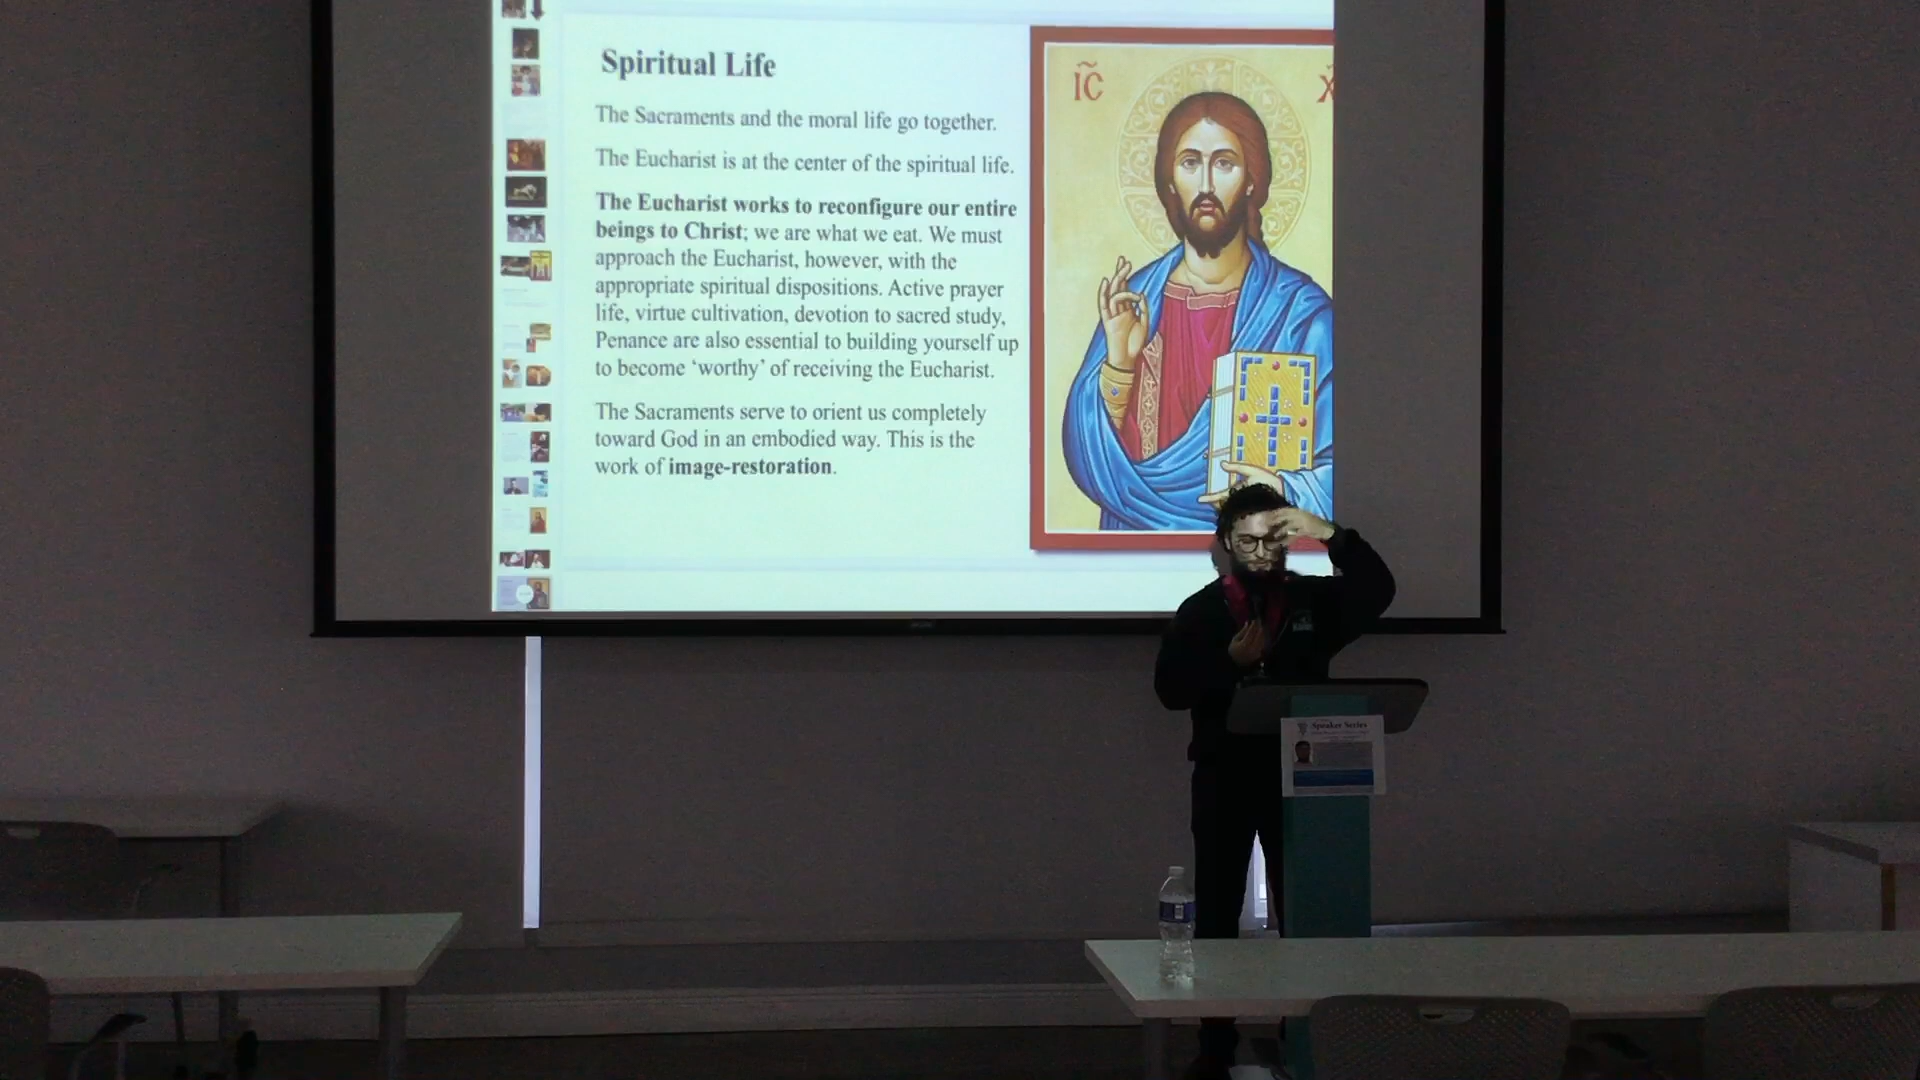 Spiritual Life
The Sacraments and the moral life go together.
The Eucharist is at the center of the spiritual life.
The Eucharist works to reconfigure our entire
beings to Christ; we are what we eat. We must
approach the Eucharist, however, with the
appropriate spiritual dispositions. Active prayer
life, virtue cultivation, devotion to sacred study,
Penance are also essential to building yourself up
to become ‘worthy’ of receiving the Eucharist.
The Sacraments serve to orient us completely
toward God in an embodied way. This is the
work of image-restoration.
IC X
Speaker Series